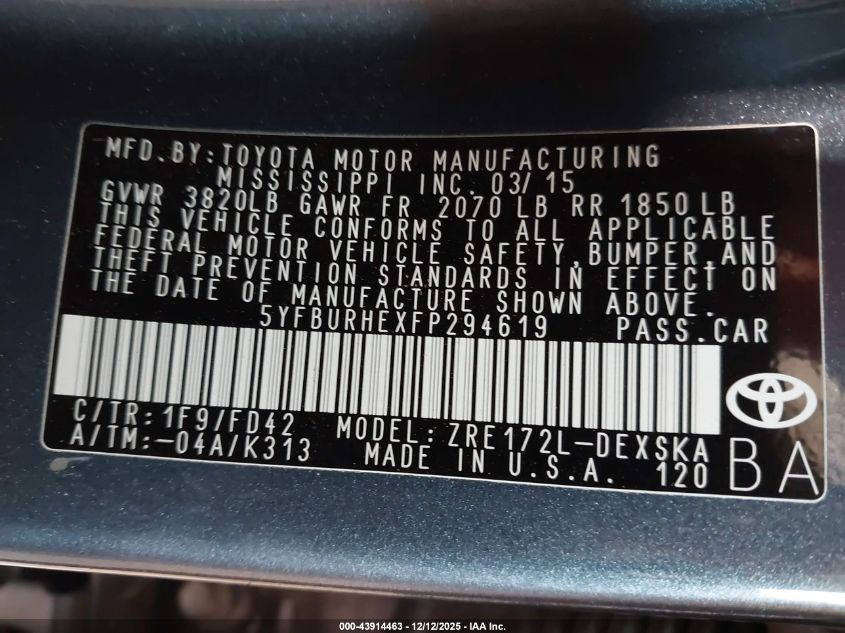 MFD.BY:TOYOTA MOTOR MANUFACTURING
MISSISSIPPI INC. 03/15
GVWR 3820LB GAWR FR 2070 LB RR 1850 LB
THIS VEHICLE CONFORMS TO ALL APPLICABLE
FEDERAL MOTOR VEHICLE SAFETY,BUMPER,AND
THEFT PREVENTION STANDARDS IN EFFECT ON
THE DATE OF MANUFACTURE SHOWN ABOVE.
5YFBURHEXFP294619 PASS.CAR
C/TR:1F9/FD42 MODEL:ZRE172L-DEXSKA
A/TM:-04A/K313 MADE IN U.S.A. 120 BA
000-43914463 - 12/12/2025 - IAA Inc.